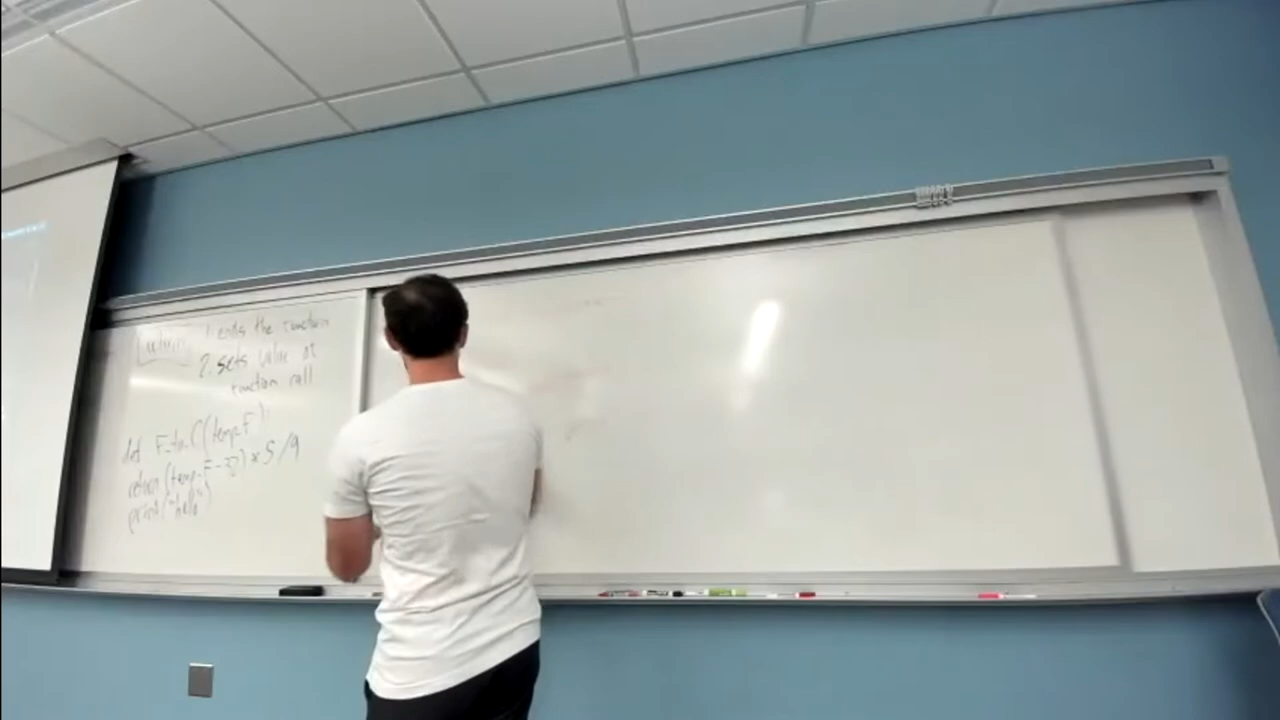 return 1. ends the function
2. sets value of
function call
def F_to_C(temp_F):
return (temp_F-32) * 5/9
print("hello")